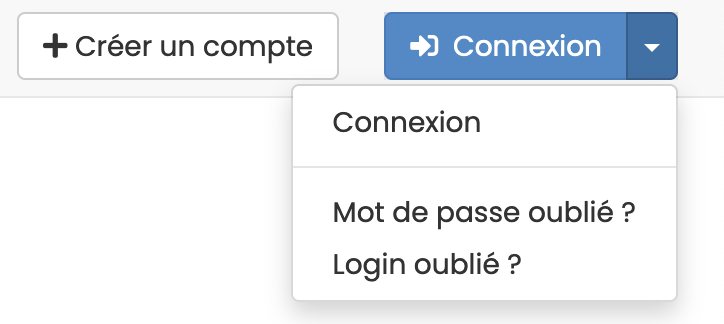 Créer un compte
Connexion
Connexion
Mot de passe oublié ?
Login oublié ?